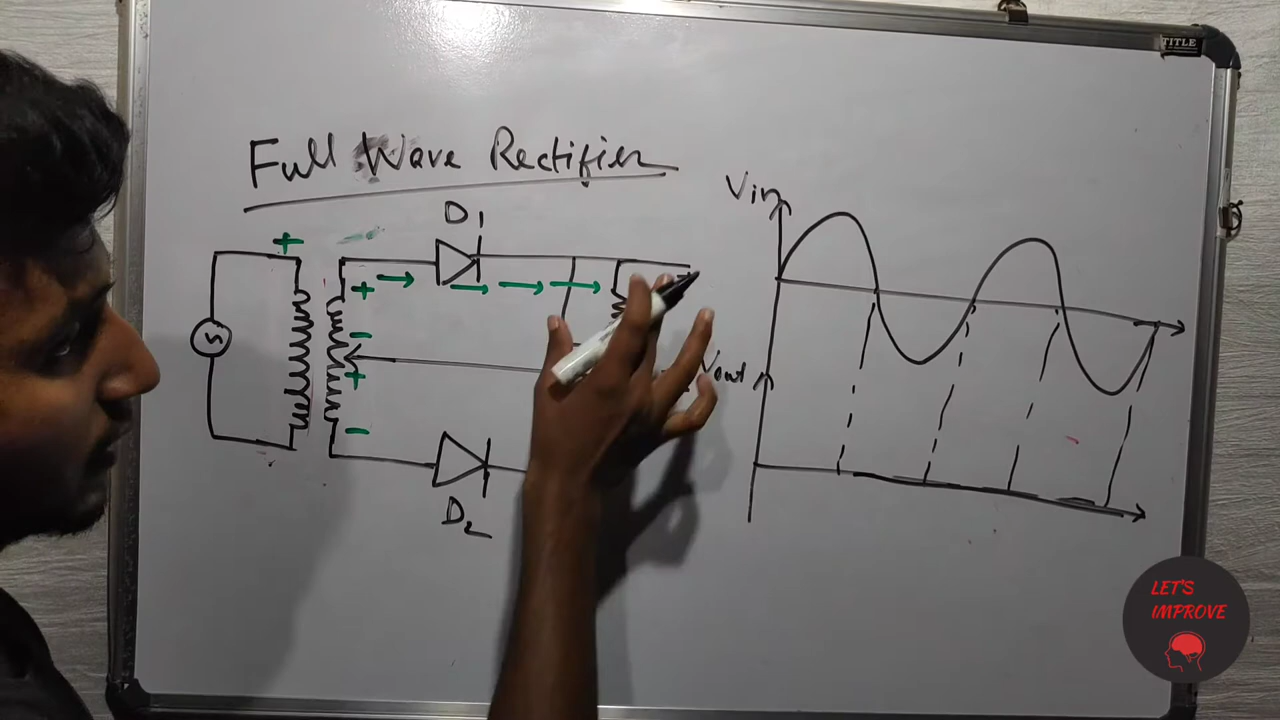 TITLE
Full Wave Rectifier
Vin
D1
+
+
S
-
+
Vout
-
D2
LET'S
IMPROVE